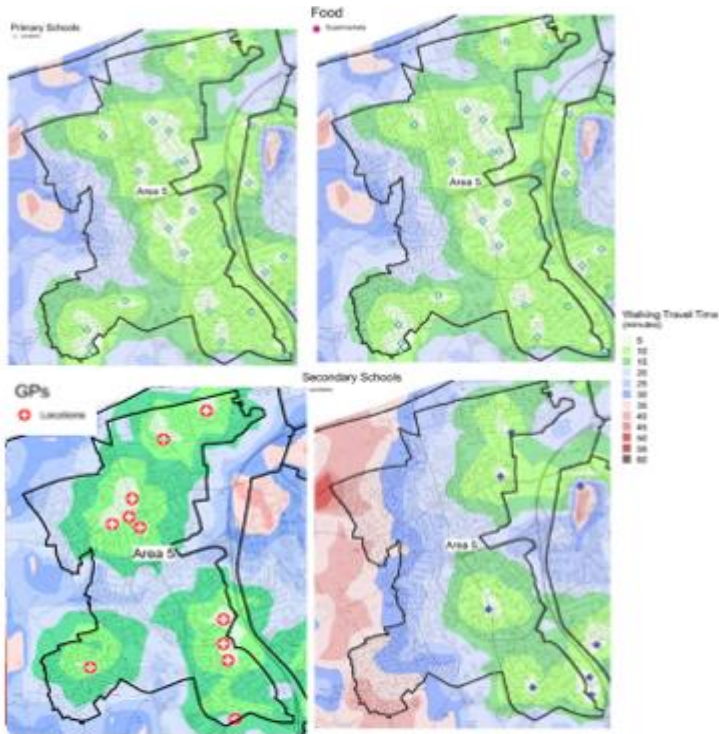 Primary Schools
Food
Supermarkets
Area 5
Area 5
Walking Travel Time
(minutes)
5
10
15
20
25
30
35
40
45
50
55
60
GPs
Locations
Secondary Schools
Area 5
Area 5